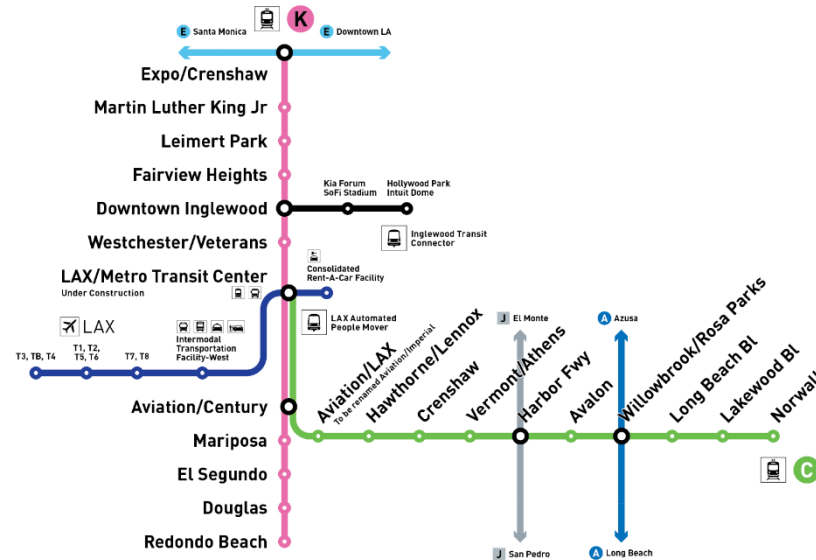 K
E Santa Monica
E Downtown LA
Expo/Crenshaw
Martin Luther King Jr
Leimert Park
Fairview Heights
Downtown Inglewood
Kia Forum
SoFi Stadium
Hollywood Park
Intuit Dome
Inglewood Transit
Connector
Westchester/Veterans
LAX/Metro Transit Center
Under Construction
Consolidated
Rent-A-Car Facility
LAX Automated
People Mover
LAX
Intermodal
Transportation
Facility-West
T3, TB, T4
T1, T2,
T5, T6
T7, T8
Aviation/Century
Mariposa
El Segundo
Douglas
Redondo Beach
Aviation/LAX
To be renamed Aviation/Imperial
Hawthorne/Lennox
Crenshaw
Vermont/Athens
J El Monte
Harbor Fwy
Avalon
A Azusa
Willowbrook/Rosa Parks
Long Beach Bl
Lakewood Bl
Norwalk
C
J San Pedro
A Long Beach